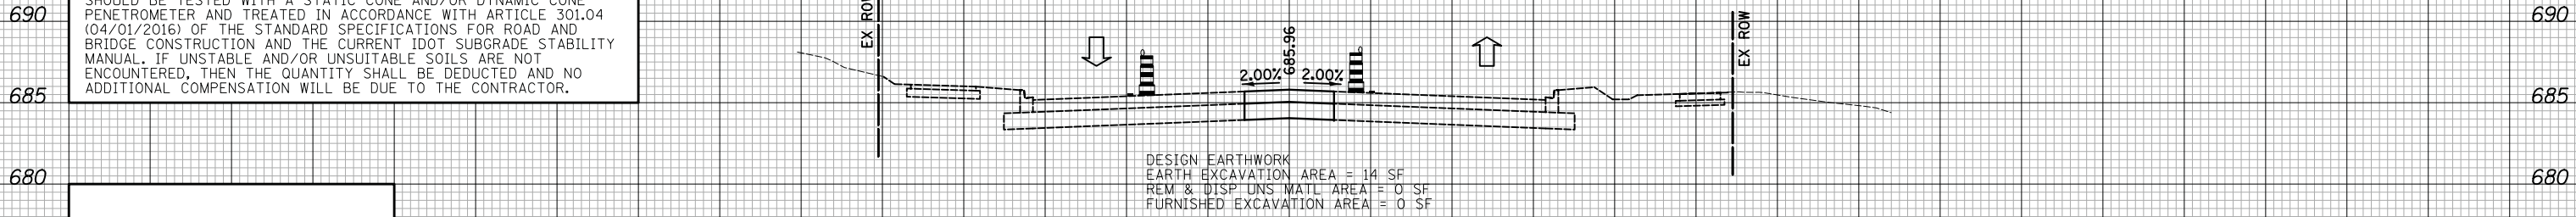 SHOULD BE TESTED WITH A STATIC CONE AND/OR DYNAMIC CONE
PENETROMETER AND TREATED IN ACCORDANCE WITH ARTICLE 301.04
(04/01/2016) OF THE STANDARD SPECIFICATIONS FOR ROAD AND
BRIDGE CONSTRUCTION AND THE CURRENT IDOT SUBGRADE STABILITY
MANUAL. IF UNSTABLE AND/OR UNSUITABLE SOILS ARE NOT
ENCOUNTERED, THEN THE QUANTITY SHALL BE DEDUCTED AND NO
ADDITIONAL COMPENSATION WILL BE DUE TO THE CONTRACTOR.
690
685
680
EX ROW
685.96
2.00% 2.00%
EX ROW
DESIGN EARTHWORK
EARTH EXCAVATION AREA = 14 SF
REM & DISP UNS MATL AREA = 0 SF
FURNISHED EXCAVATION AREA = 0 SF
690
685
680